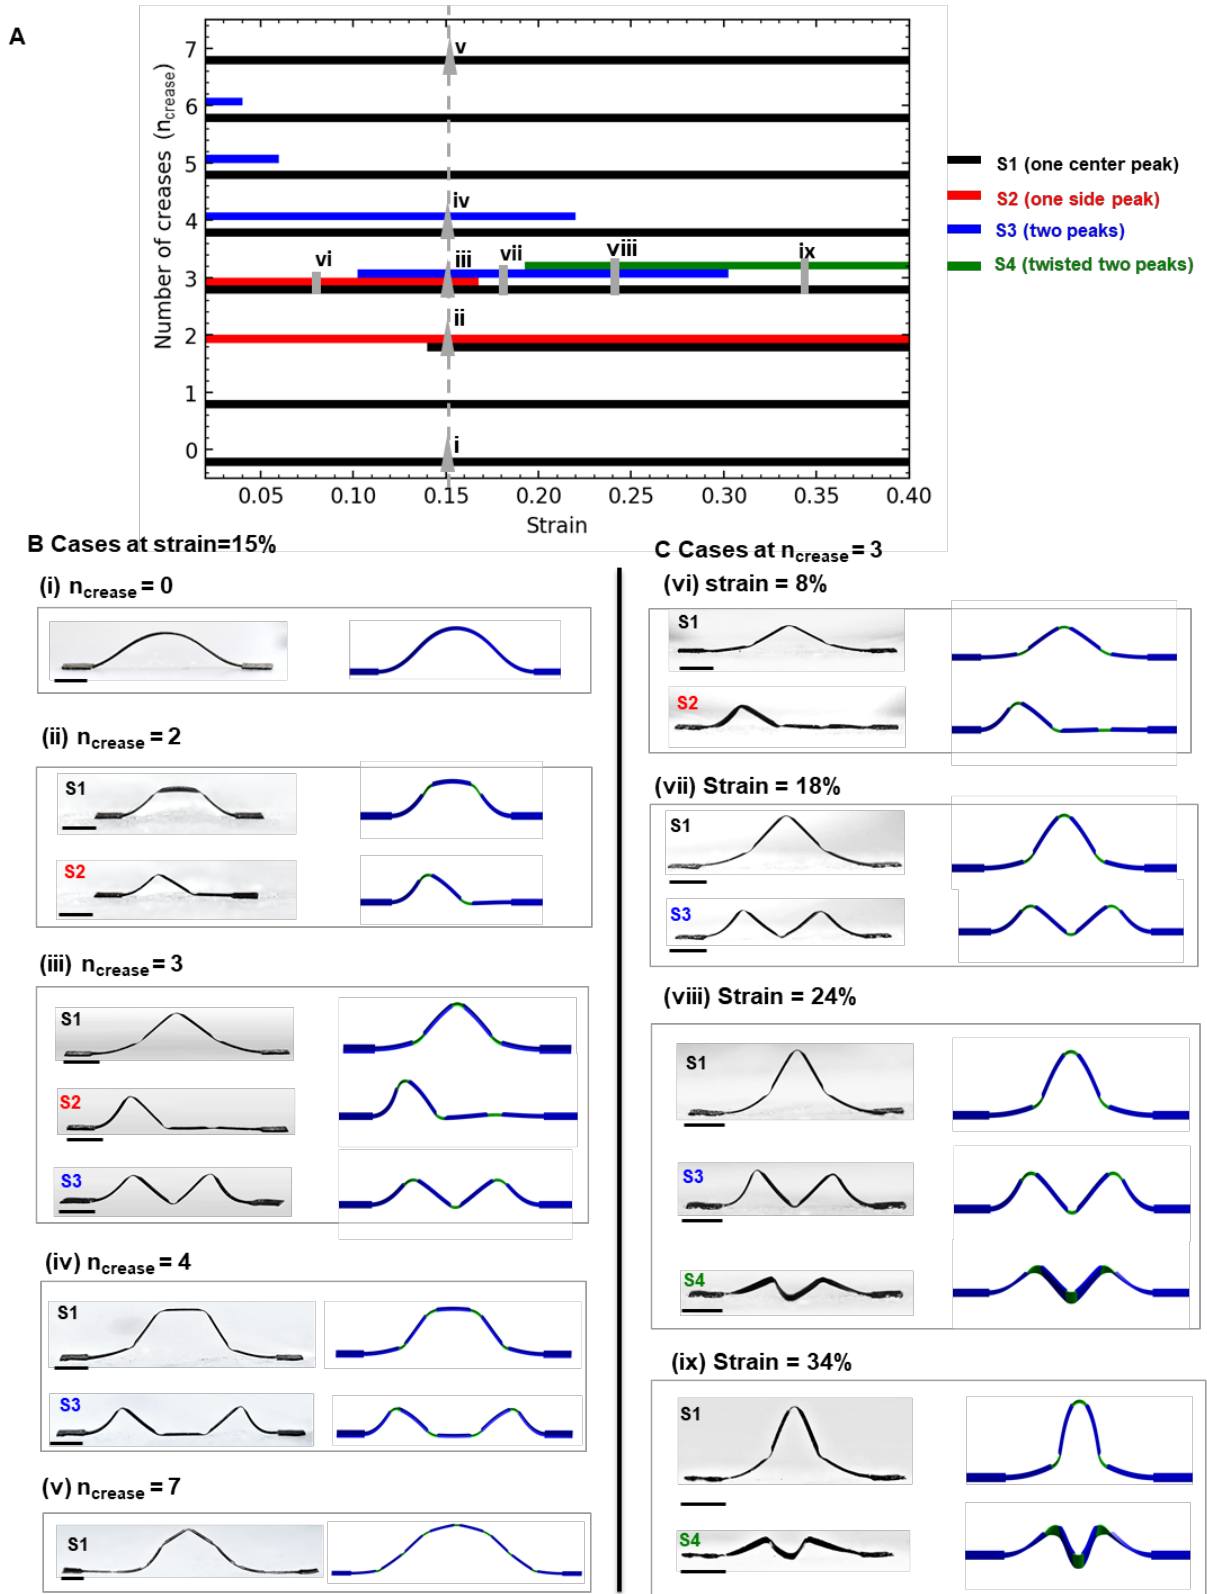 A
Number of creases (ncrease)
7
6
5
4
3
2
1
0
v
iv
vi
iii
vii
viii
ix
ii
i
0.05 0.10 0.15 0.20 0.25 0.30 0.35 0.40
Strain
S1 (one center peak)
S2 (one side peak)
S3 (two peaks)
S4 (twisted two peaks)
B Cases at strain=15%
(i) ncrease = 0
(ii) ncrease = 2
S1
S2
(iii) ncrease = 3
S1
S2
S3
(iv) ncrease = 4
S1
S3
(v) ncrease = 7
S1
C Cases at ncrease = 3
(vi) strain = 8%
S1
S2
(vii) Strain = 18%
S1
S3
(viii) Strain = 24%
S1
S3
S4
(ix) Strain = 34%
S1
S4